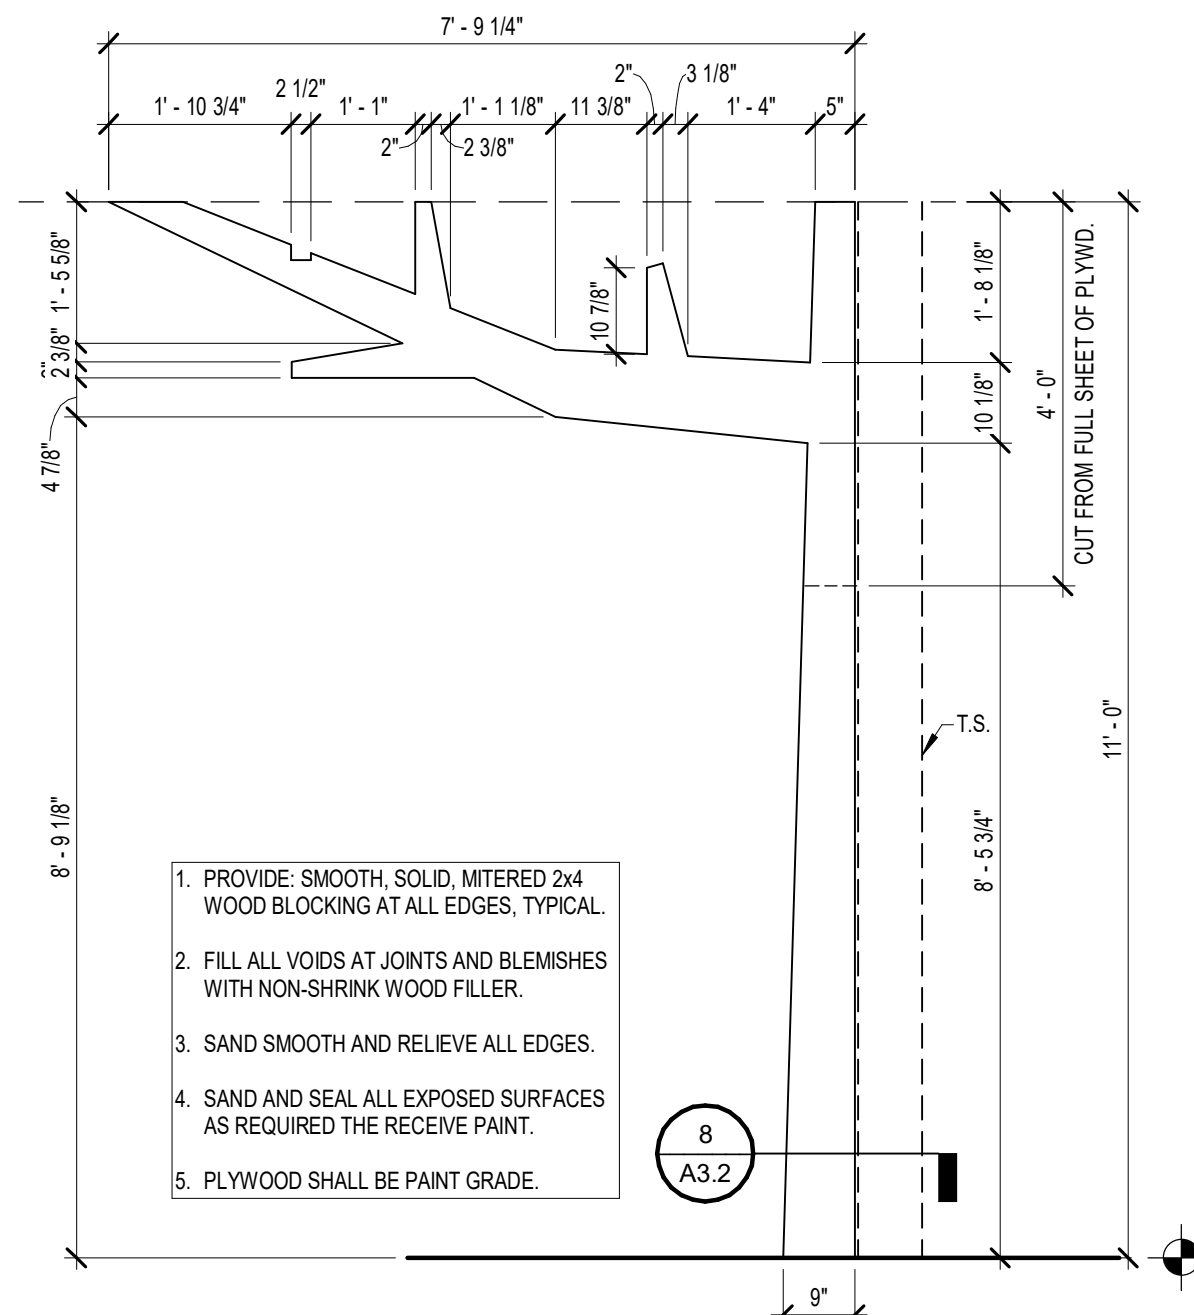 7' - 9 1/4"
1' - 10 3/4"
2 1/2"
1' - 1"
2"
2 3/8"
1' - 1 1/8"
11 3/8"
2"
3 1/8"
1' - 4"
5"
1' - 5 5/8"
2 3/8"
4 7/8"
8' - 9 1/8"
10 7/8"
1' - 8 1/8"
10 1/8"
8' - 5 3/4"
4' - 0"
CUT FROM FULL SHEET OF PLYWD.
11' - 0"
T.S.
1. PROVIDE: SMOOTH, SOLID, MITERED 2x4
WOOD BLOCKING AT ALL EDGES, TYPICAL.
2. FILL ALL VOIDS AT JOINTS AND BLEMISHES
WITH NON-SHRINK WOOD FILLER.
3. SAND SMOOTH AND RELIEVE ALL EDGES.
4. SAND AND SEAL ALL EXPOSED SURFACES
AS REQUIRED THE RECEIVE PAINT.
5. PLYWOOD SHALL BE PAINT GRADE.
8
A3.2
9"